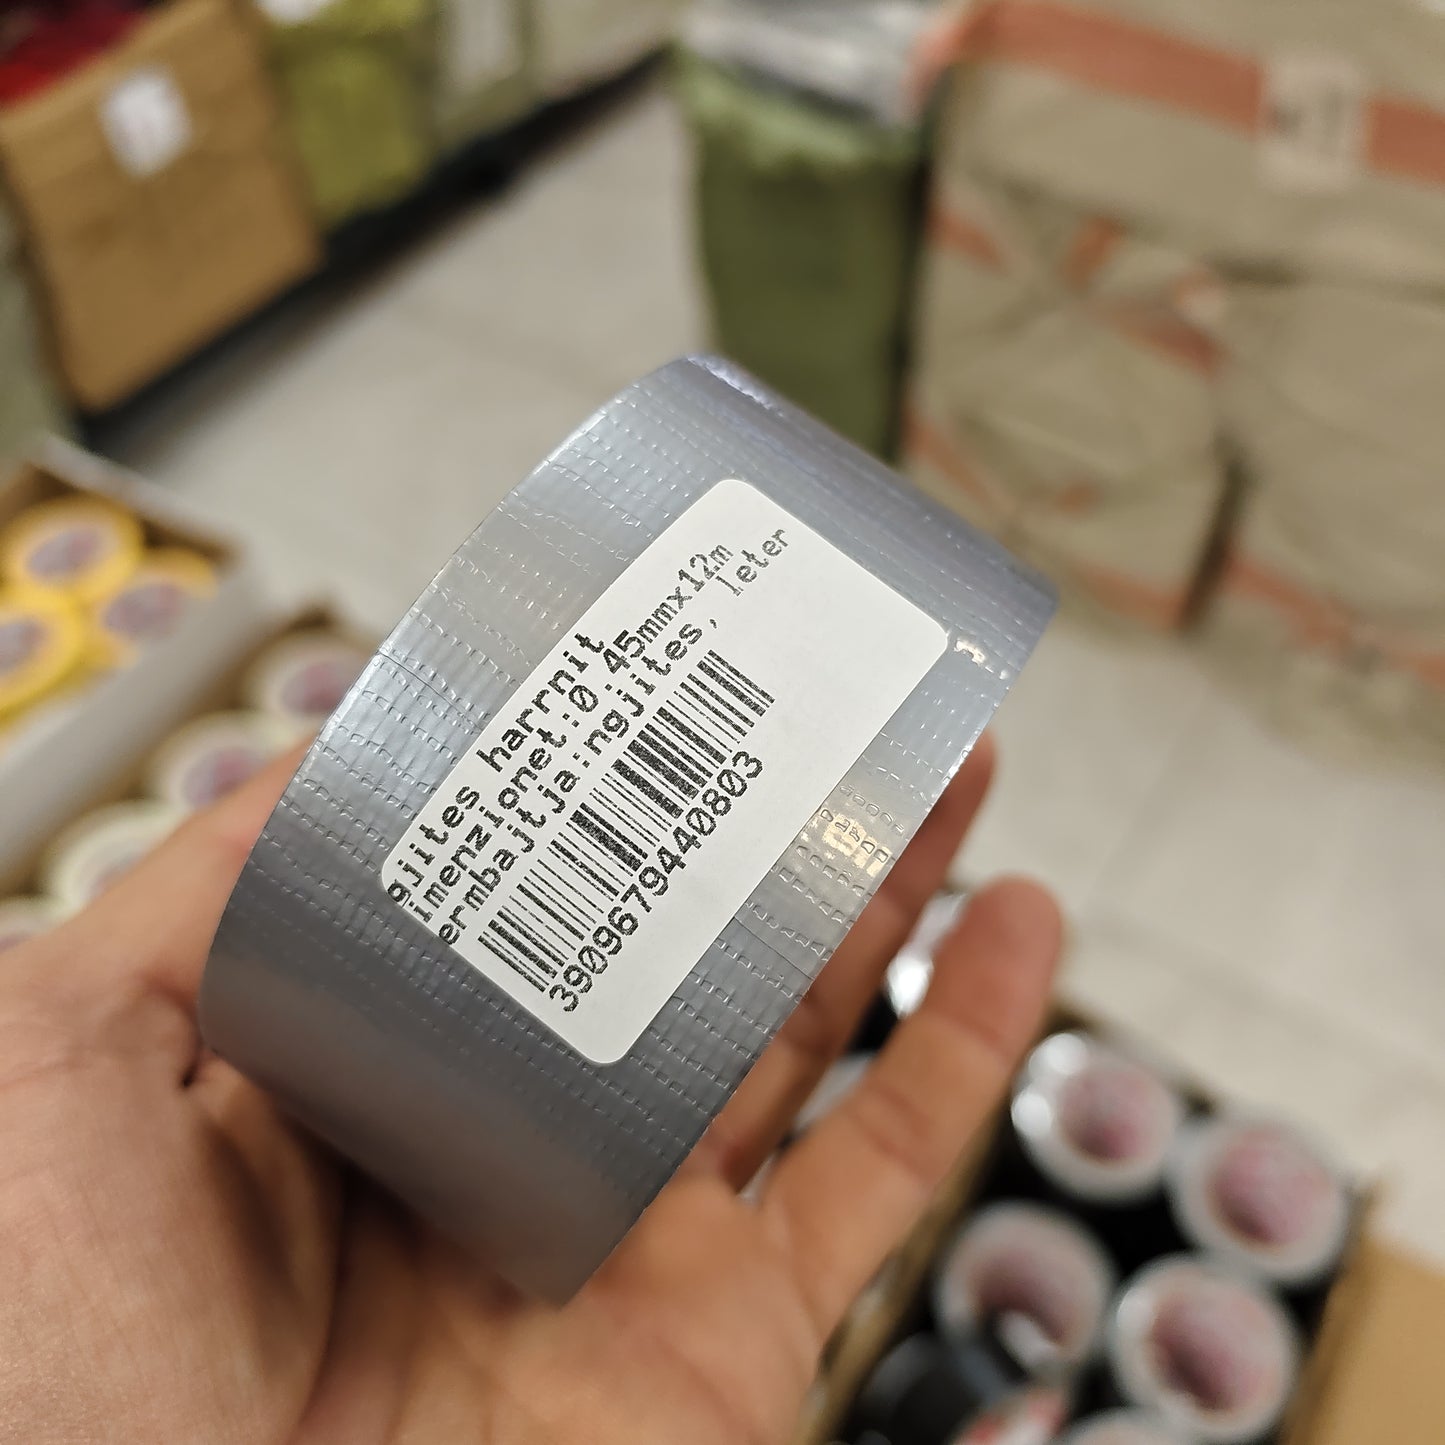 gjites harrnit
imenzionet:0 45mmx12m
ermbajtja:ngjites, leter
3909679440803